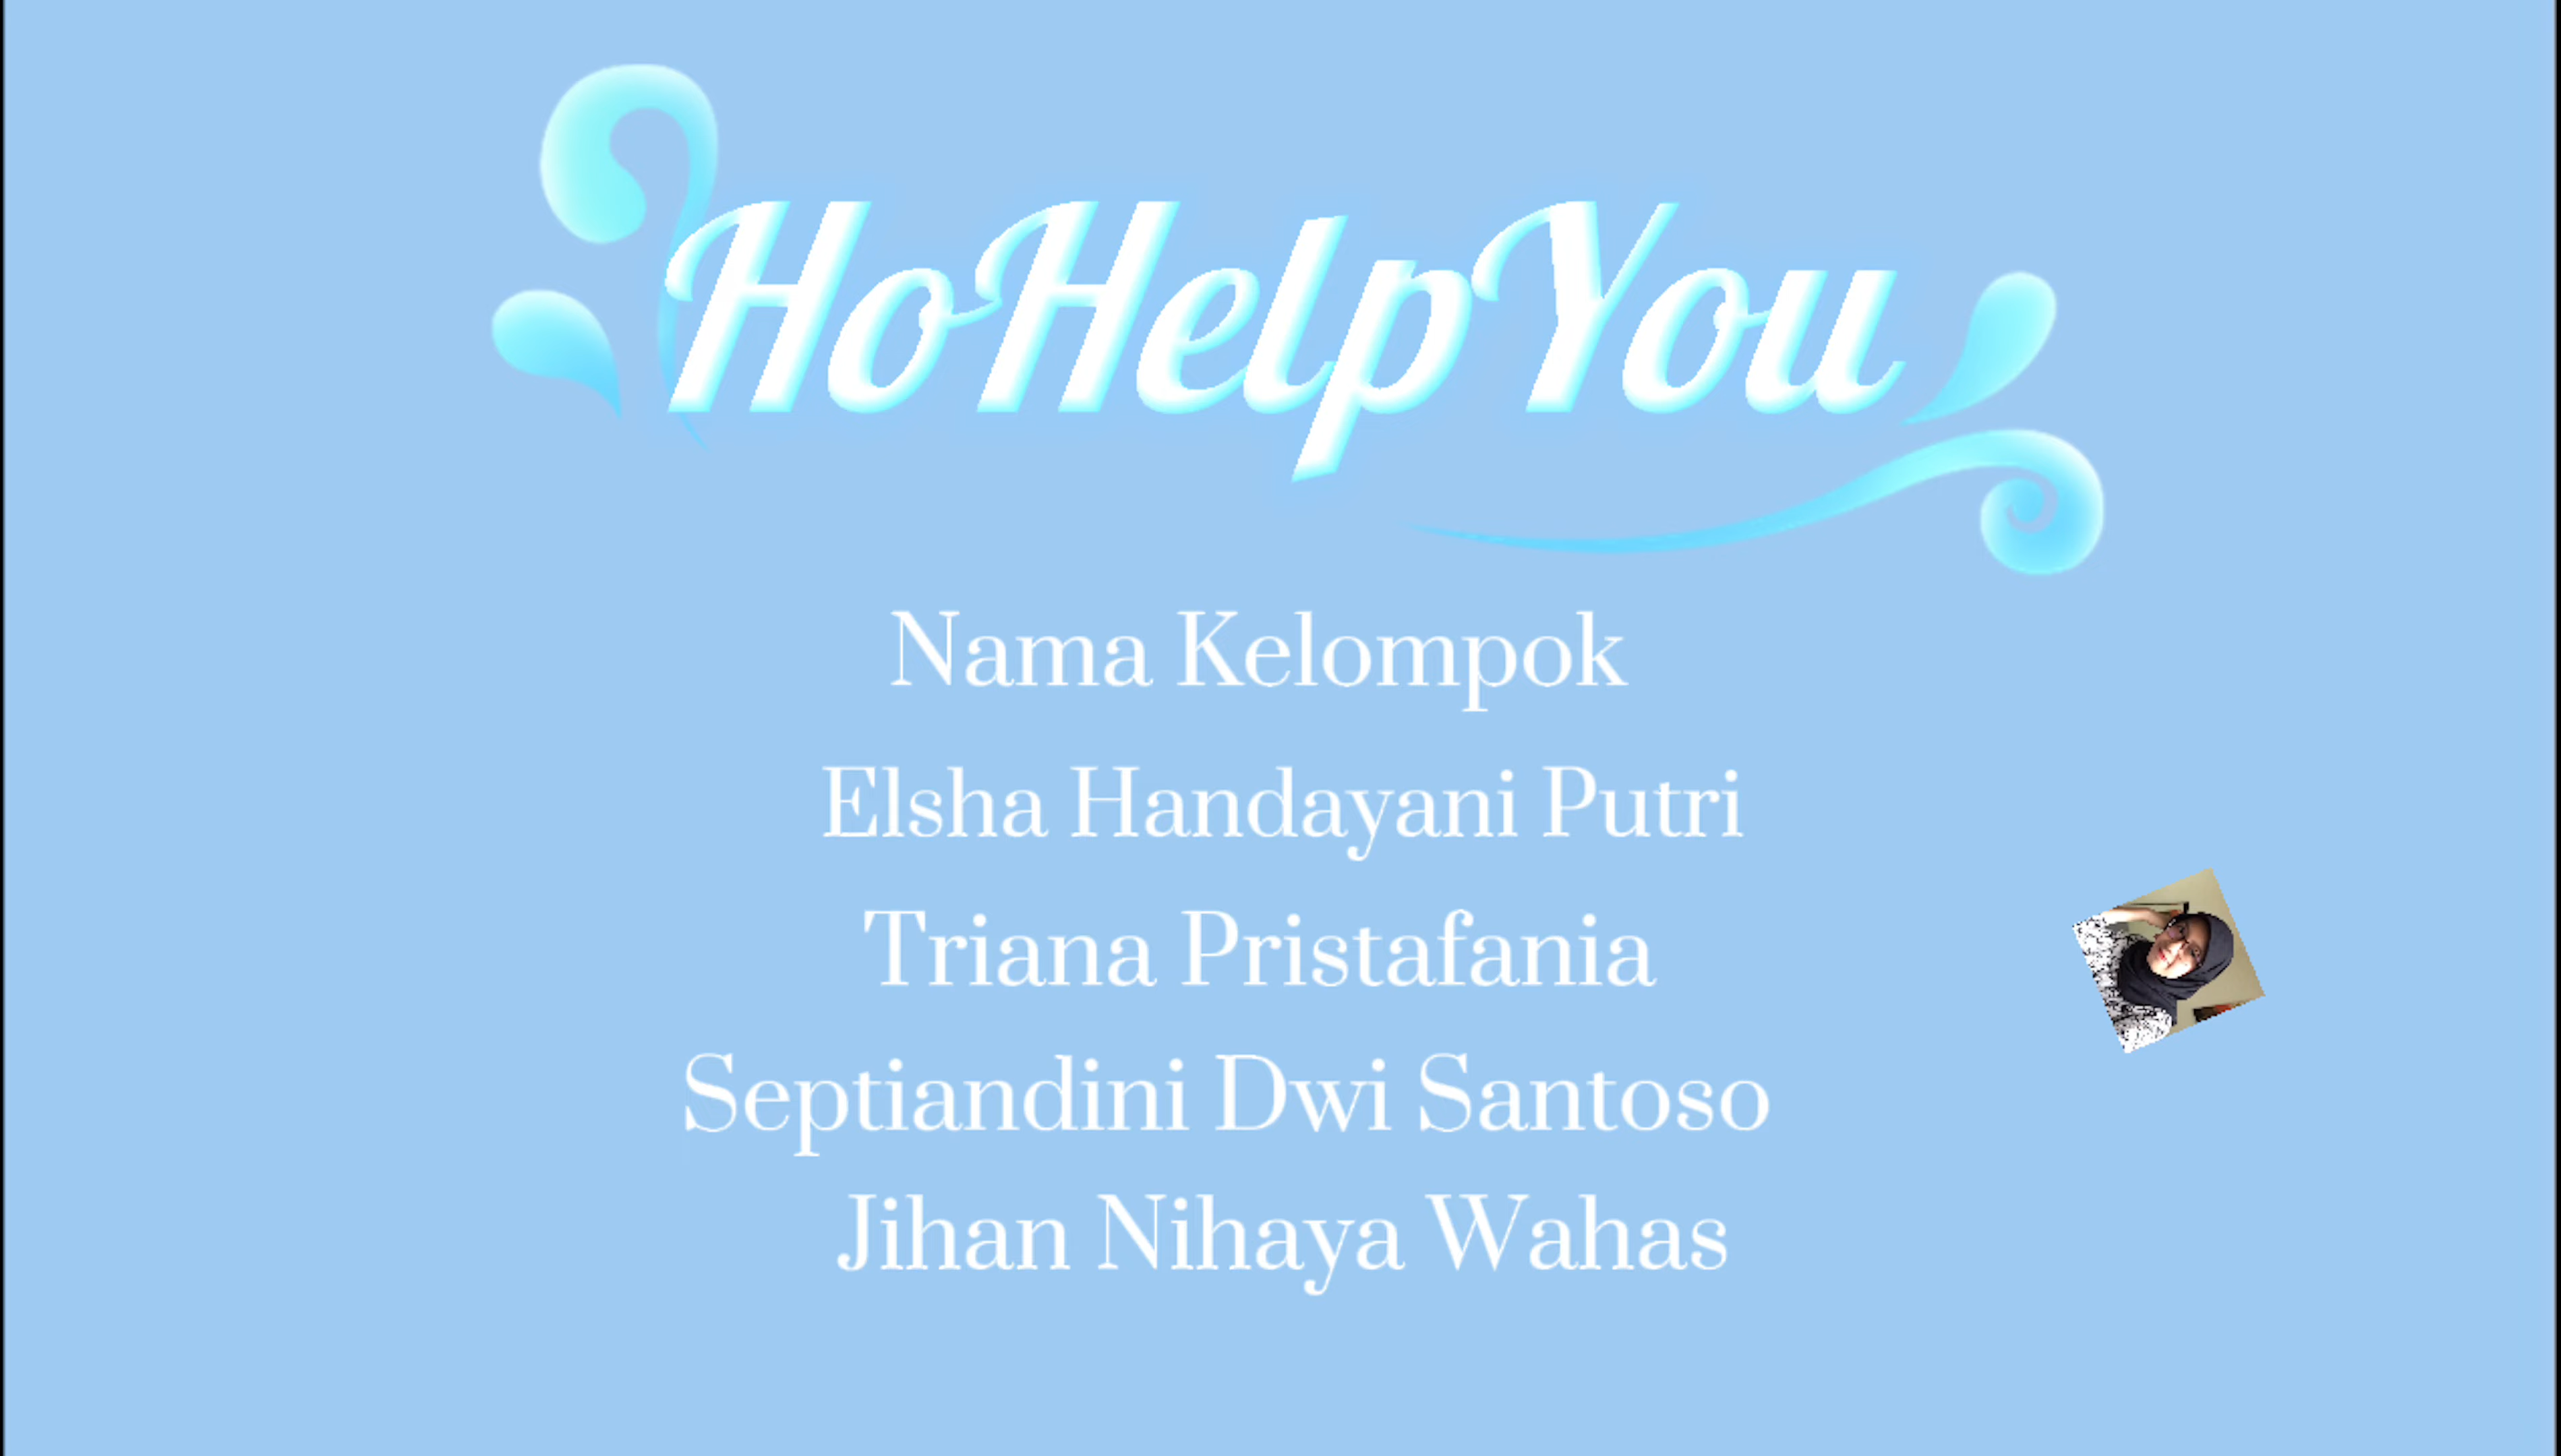 HoHelpYou
Nama Kelompok
Elsha Handayani Putri
Triana Pristafania
Septiandini Dwi Santoso
Jihan Nihaya Wahas